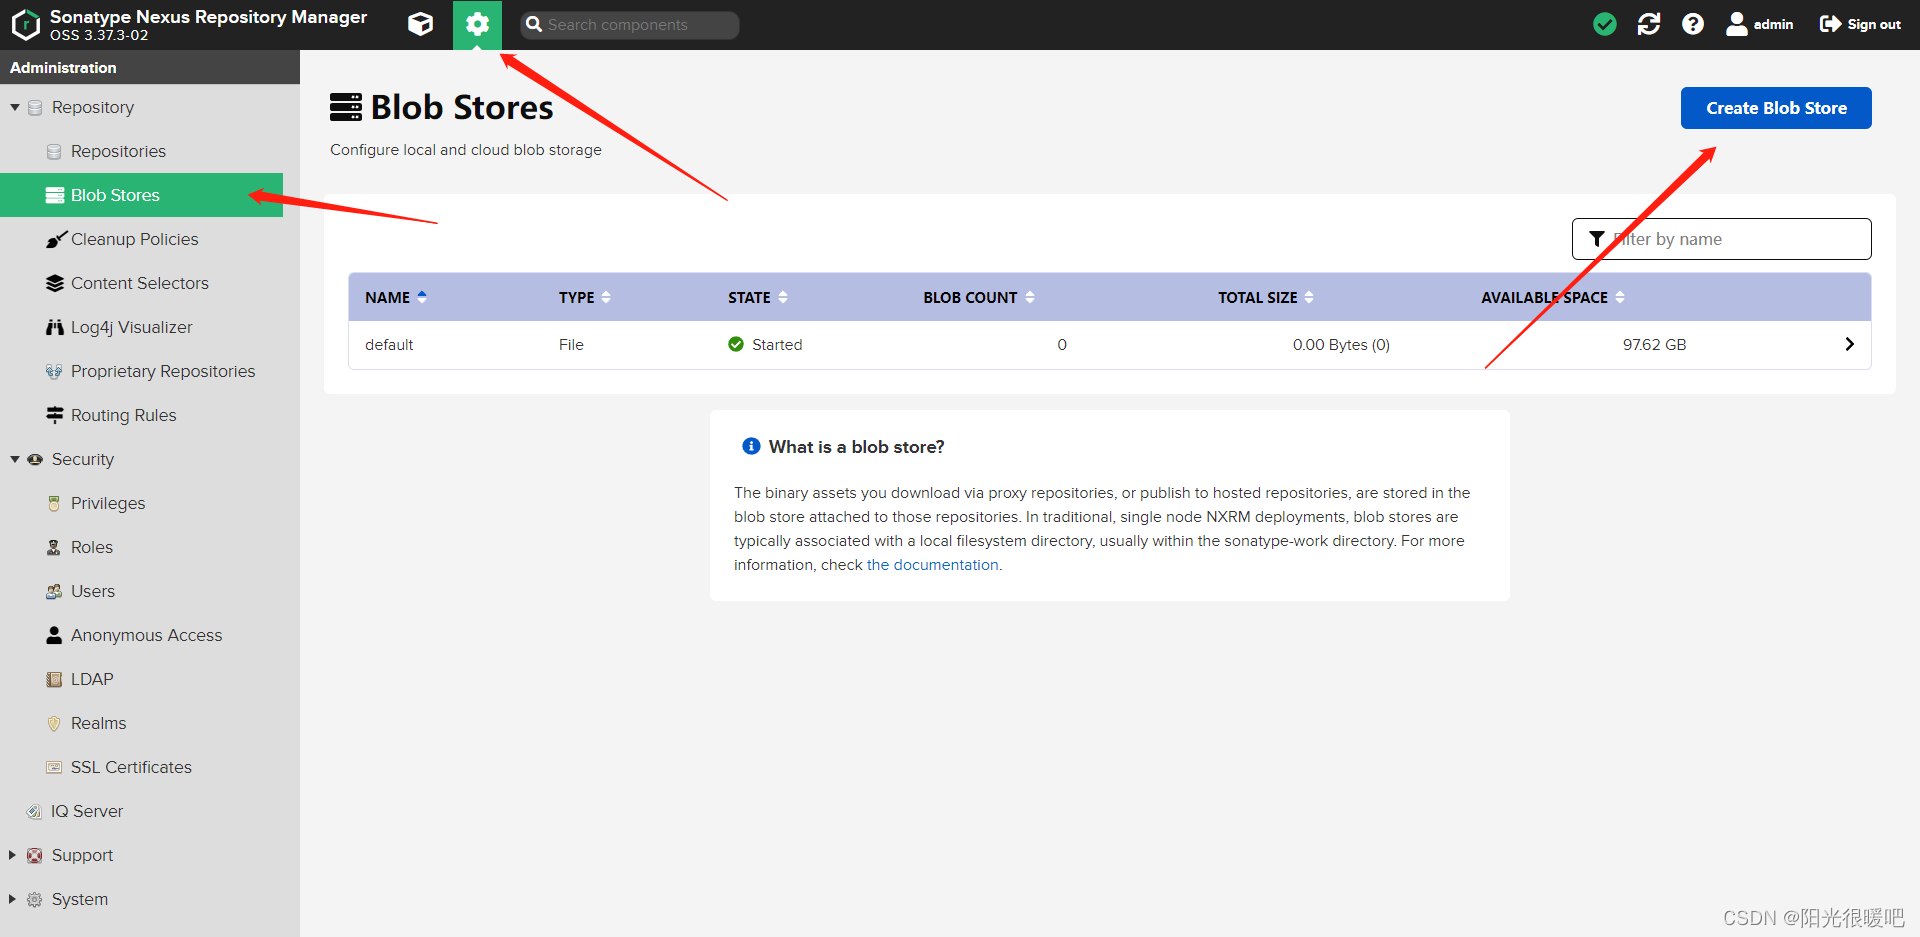 Sonatype Nexus Repository Manager
OSS 3.37.3-02
Search components
admin
Sign out
Administration
Repository
Repositories
Blob Stores
Cleanup Policies
Content Selectors
Log4j Visualizer
Proprietary Repositories
Routing Rules
Security
Privileges
Roles
Users
Anonymous Access
LDAP
Realms
SSL Certificates
IQ Server
Support
System
Blob Stores
Configure local and cloud blob storage
Create Blob Store
Filter by name
NAME TYPE STATE BLOB COUNT TOTAL SIZE AVAILABLE SPACE
default File Started 0 0.00 Bytes (0) 97.62 GB
What is a blob store?
The binary assets you download via proxy repositories, or publish to hosted repositories, are stored in the
blob store attached to those repositories. In traditional, single node NXRM deployments, blob stores are
typically associated with a local filesystem directory, usually within the sonatype-work directory. For more
information, check the documentation.
CSDN @阳光很暖吧